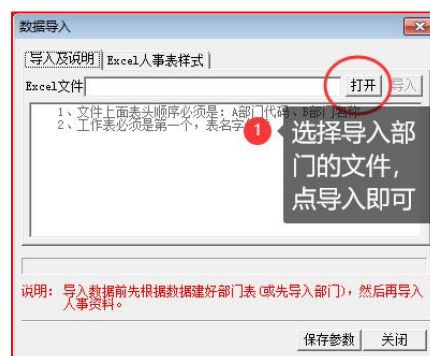 数据导入
导入及说明 Excel人事表样式
Excel文件 打开 导入
1、文件上面表头顺序必须是：A部门代码、B部门名称
2、工作表必须是第一个，表名字
1 选择导入部
门的文件，
点导入即可
说明： 导入数据前先根据数据建好部门表(或先导入部门)，然后再导入
人事资料。
保存参数 关闭